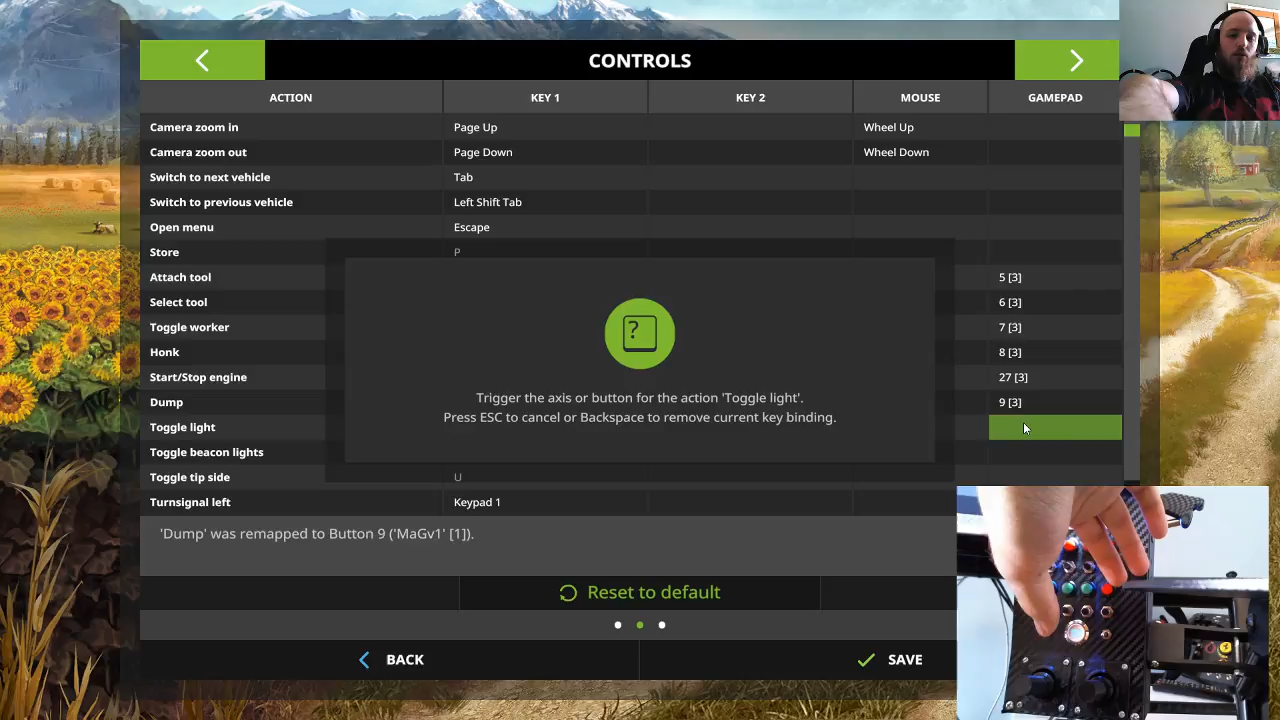 CONTROLS
ACTION KEY 1 KEY 2 MOUSE GAMEPAD
Camera zoom in Page Up Wheel Up
Camera zoom out Page Down Wheel Down
Switch to next vehicle Tab
Switch to previous vehicle Left Shift Tab
Open menu Escape
Store P
Attach tool 5 [3]
Select tool 6 [3]
Toggle worker 7 [3]
Honk 8 [3]
Start/Stop engine 27 [3]
Dump 9 [3]
Toggle light
Toggle beacon lights
Toggle tip side U
Turnsignal left Keypad 1
?
Trigger the axis or button for the action 'Toggle light'.
Press ESC to cancel or Backspace to remove current key binding.
'Dump' was remapped to Button 9 ('MaGv1' [1]).
Reset to default
BACK SAVE